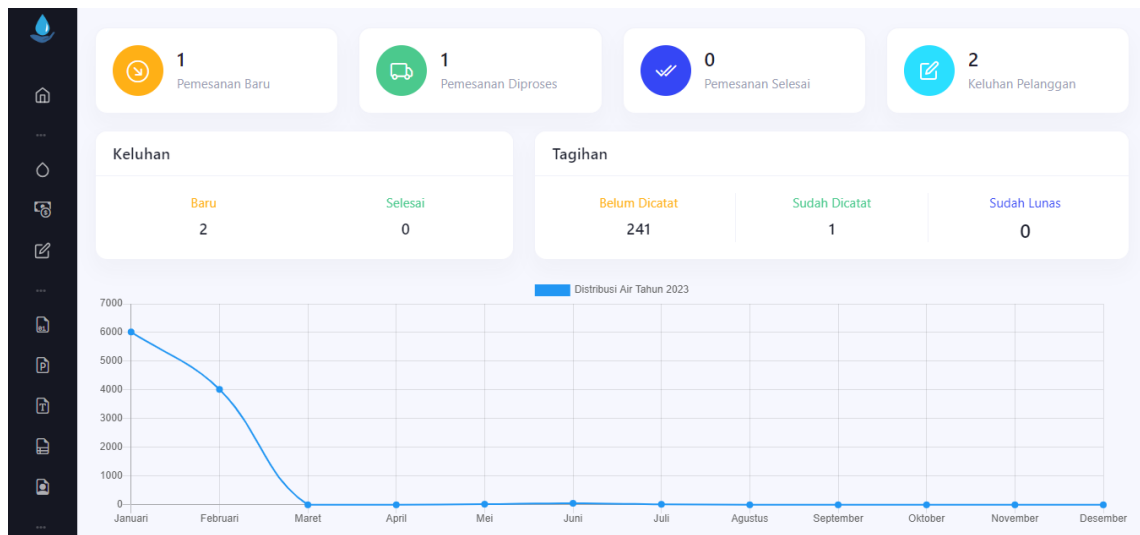 1
Pemesanan Baru
1
Pemesanan Diproses
0
Pemesanan Selesai
2
Keluhan Pelanggan
Keluhan
Baru
2
Selesai
0
Tagihan
Belum Dicatat
241
Sudah Dicatat
1
Sudah Lunas
0
Distribusi Air Tahun 2023
7000
6000
5000
4000
3000
2000
1000
0
Januari Februari Maret April Mei Juni Juli Agustus September Oktober November Desember